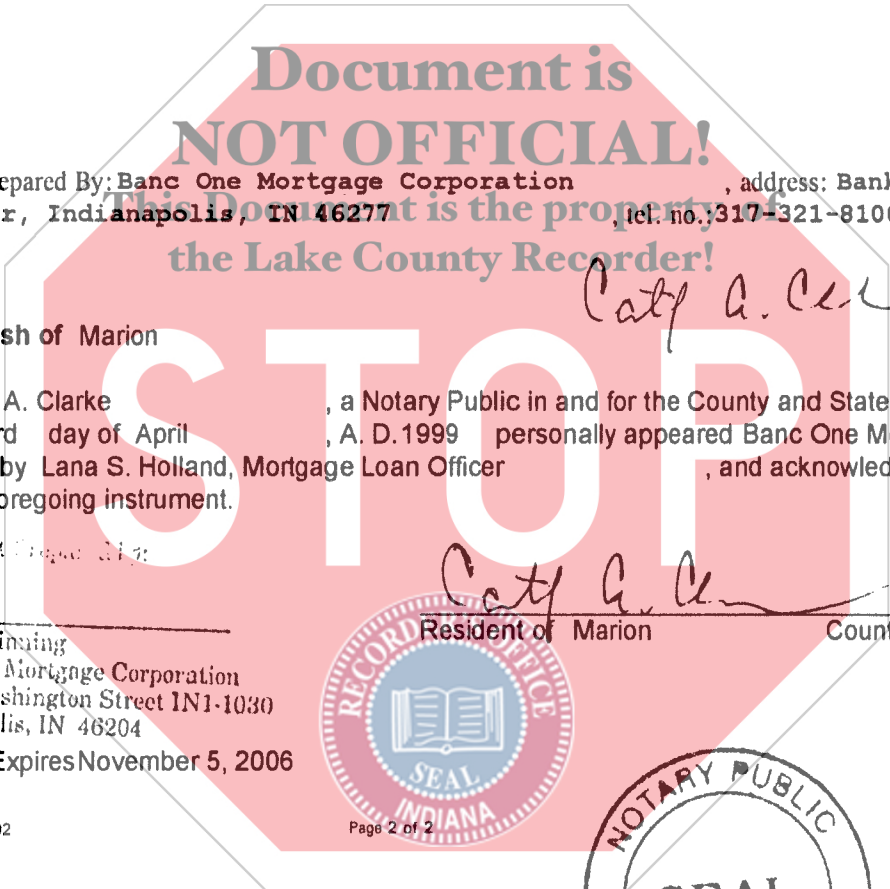 Document is
NOT OFFICIAL!
This Document is the property of
the Lake County Recorder!
STOP
epared By: Banc One Mortgage Corporation , address: Bank
r, Indianapolis, IN 46277 , tel. no.: 317-321-8100
Caty A.
sh of Marion
A. Clarke , a Notary Public in and for the County and State
rd day of April , A. D. 1999 personally appeared Banc One M
by Lana S. Holland, Mortgage Loan Officer , and acknowled
oregoing instrument.
Caty A.
Resident of Marion Count
Mortgage Corporation
shington Street IN1-1030
lis, IN 46204
Expires November 5, 2006
RECORDER'S OFFICE
SEAL
INDIANA
Page 2 of 2
NOTARY PUBLIC
SEAL